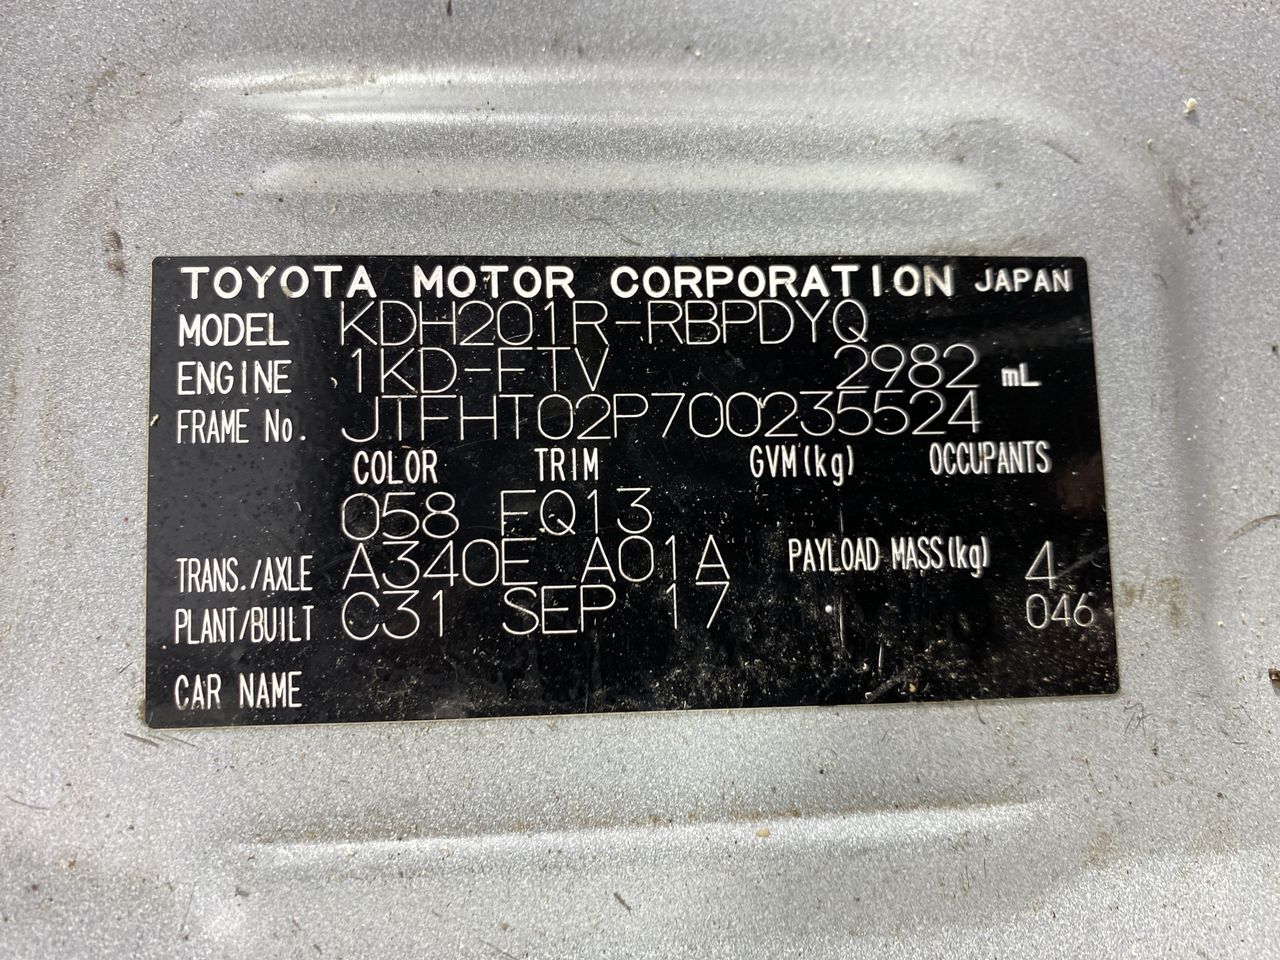 TOYOTA MOTOR CORPORATION JAPAN
MODEL KDH201R-RBPDYQ
ENGINE 1KD-FTV 2982 mL
FRAME No. JTFHT02P700235524
COLOR TRIM GVM(kg) OCCUPANTS
058 FQ13
TRANS./AXLE A340E A01A PAYLOAD MASS(kg) 4
PLANT/BUILT C31 SEP 17 046
CAR NAME